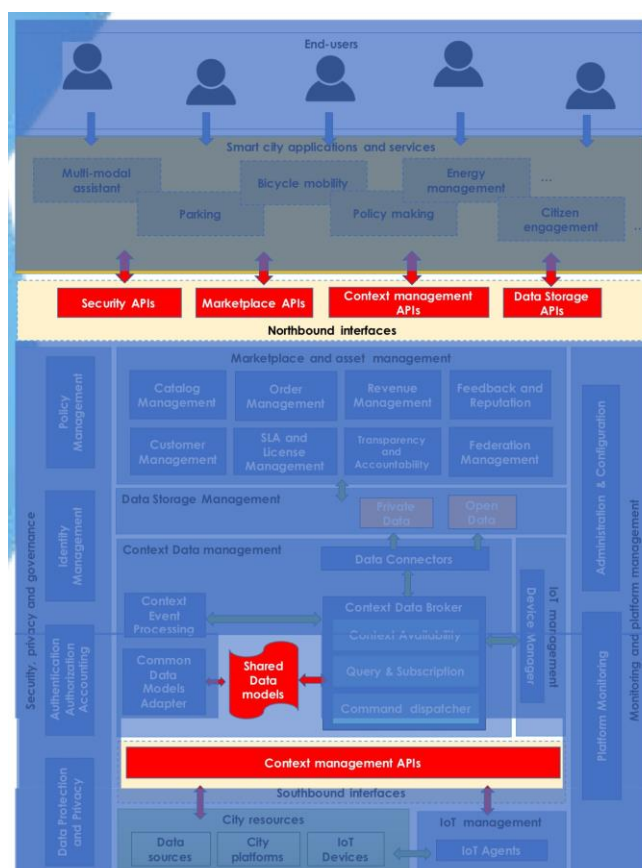 End-users
Smart city applications and services
Multi-modal
assistant
Bicycle mobility
Energy
management
...
Parking
Policy making
Citizen
engagement
...
Security APIs
Marketplace APIs
Context management
APIs
Data Storage
APIs
Northbound interfaces
Security, privacy and governance
Policy
Management
Identity
Management
Authentication
Authorization
Accounting
Data Protection
and Privacy
Marketplace and asset management
Catalog
Management
Order
Management
Revenue
Management
Feedback and
Reputation
Customer
Management
SLA and
License
Management
Transparency
and
Accountability
Federation
Management
Data Storage Management
Private
Data
Open
Data
Context Data management
Data Connectors
Context
Event
Processing
Context Data Broker
Context Availability
Common
Data
Models
Adapter
Shared
Data
models
Query & Subscription
Command dispatcher
IoT management
Device Manager
Context management APIs
Southbound interfaces
City resources
Data
sources
City
platforms
IoT
Devices
IoT management
IoT Agents
Administration & Configuration
Platform Monitoring
Monitoring and platform management